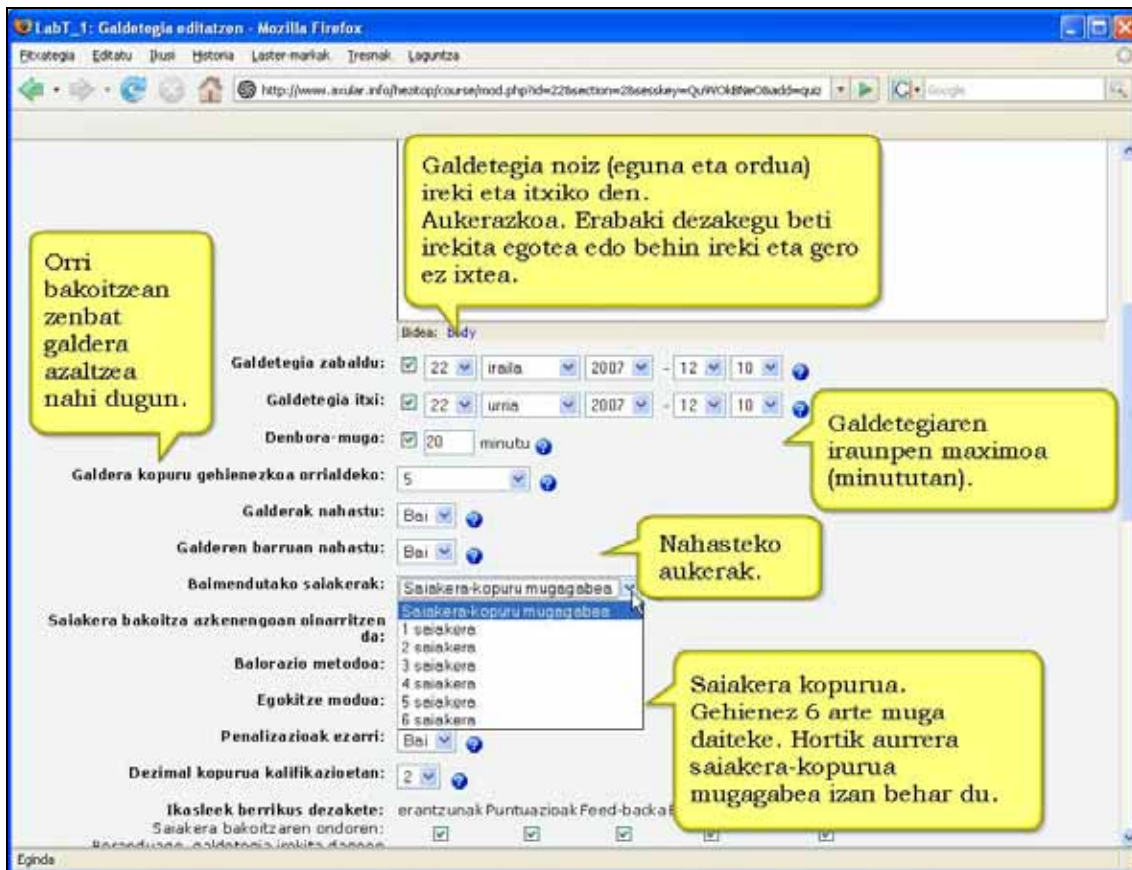 LabT_1: Galdetegia editatzen - Mozilla Firefox
Fitxategia Editatu Ikusi Historia Laster-markak Tresnak Laguntza
Google
Galdetegia noiz (eguna eta ordua)
ireki eta itxiko den.
Aukerazkoa. Erabaki dezakegu beti
irekita egotea edo behin ireki eta gero
ez ixtea.
Orri
bakoitzean
zenbat
galdera
azaltzea
nahi dugun.
Bidea: body
Galdetegia zabaldu: 22 iraila 2007 - 12 10
Galdetegia itxi: 22 urria 2007 - 12 10
Denbora-muga: 20 minutu
Galdetegiaren
iraunpen maximoa
(minututan).
Galdera kopuru gehienezkoa orrialdeko: 5
Galderak nahastu: Bai
Galderen barruan nahastu: Bai
Nahasteko
aukerak.
Baimendutako saiakerak: Saiakera-kopuru mugagabea
Saiakera-kopuru mugagabea
1 saiakera
2 saiakera
3 saiakera
4 saiakera
5 saiakera
6 saiakera
Saiakera bakoitza azkenengoan oinarritzen
da:
Balorazio metodoa:
Egokitze modua:
Saiakera kopurua.
Gehienez 6 arte muga
daiteke. Hortik aurrera
saiakera-kopurua
mugagabea izan behar du.
Penalizazioak ezarri: Bai
Dezimal kopurua kalifikazioetan: 2
Ikasleek berrikus dezakete: erantzunak Puntuazioak Feed-backa
Saiakera bakoitzaren ondoren:
galdetegia irekita dagoen
Eginda